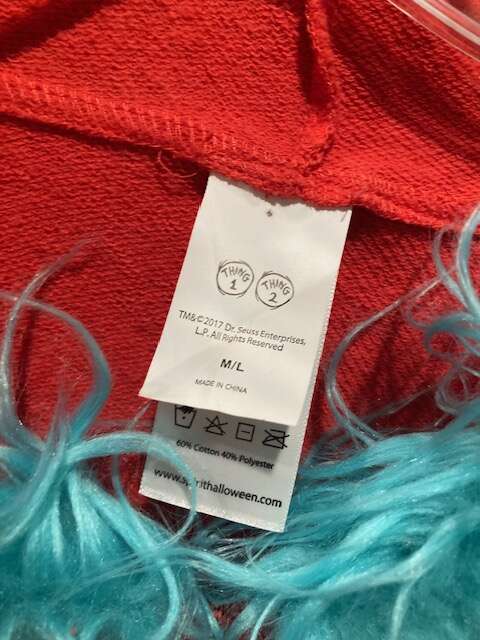 THING 1
THING 2
TM&©2017 Dr. Seuss Enterprises,
L.P. All Rights Reserved
M/L
MADE IN CHINA
60% Cotton 40% Polyester
www.spirithalloween.com